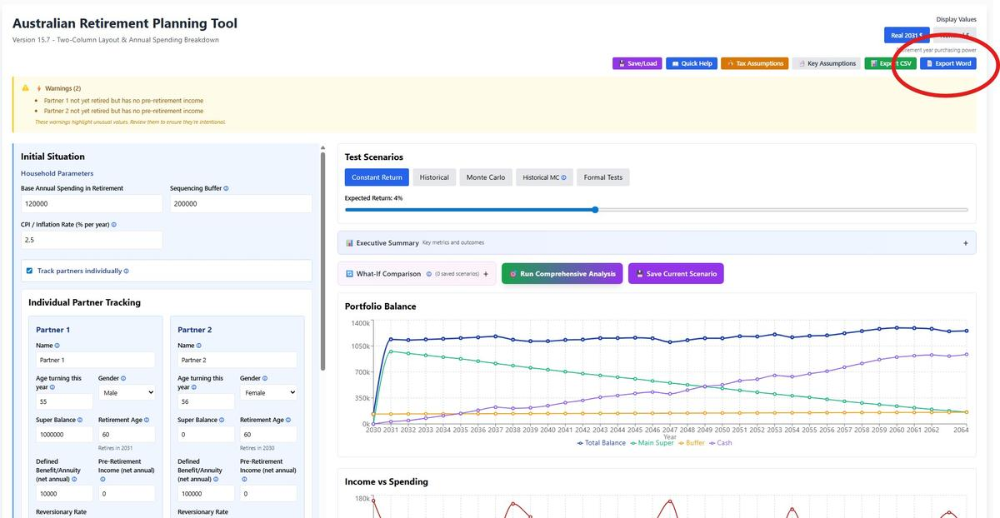 Australian Retirement Planning Tool
Version 15.7 - Two-Column Layout & Annual Spending Breakdown
Display Values
Real 2031 $
Retirement year purchasing power
Save/Load
Quick Help
Tax Assumptions
Key Assumptions
Export CSV
Export Word
Warnings (2)
Partner 1 not yet retired but has no pre-retirement income
Partner 2 not yet retired but has no pre-retirement income
These warnings highlight unusual values. Review them to ensure they're intentional.
Initial Situation
Household Parameters
Base Annual Spending in Retirement
120000
Sequencing Buffer
200000
CPI / Inflation Rate (% per year)
2.5
Track partners individually
Individual Partner Tracking
Partner 1
Name
Partner 1
Age turning this
year
55
Gender
Male
Super Balance
1000000
Retirement Age
60
Retires in 2031
Defined
Benefit/Annuity
(net annual)
10000
Pre-Retirement
Income (net annual)
0
Reversionary Rate
Partner 2
Name
Partner 2
Age turning this
year
56
Gender
Female
Super Balance
0
Retirement Age
60
Retires in 2030
Defined
Benefit/Annuity
(net annual)
100000
Pre-Retirement
Income (net annual)
0
Reversionary Rate
Test Scenarios
Constant Return
Historical
Monte Carlo
Historical MC
Formal Tests
Expected Return: 4%
Executive Summary Key metrics and outcomes +
What-If Comparison (0 saved scenarios) +
Run Comprehensive Analysis
Save Current Scenario
Portfolio Balance
1400k
1050k
700k
350k
0k
2030 2031 2032 2033 2034 2035 2036 2037 2038 2039 2040 2041 2042 2043 2044 2045 2046 2047 2048 2049 2050 2051 2052 2053 2054 2055 2056 2057 2058 2059 2060 2061 2062 2064
Year
Total Balance Main Super Buffer Cash
Income vs Spending
180k